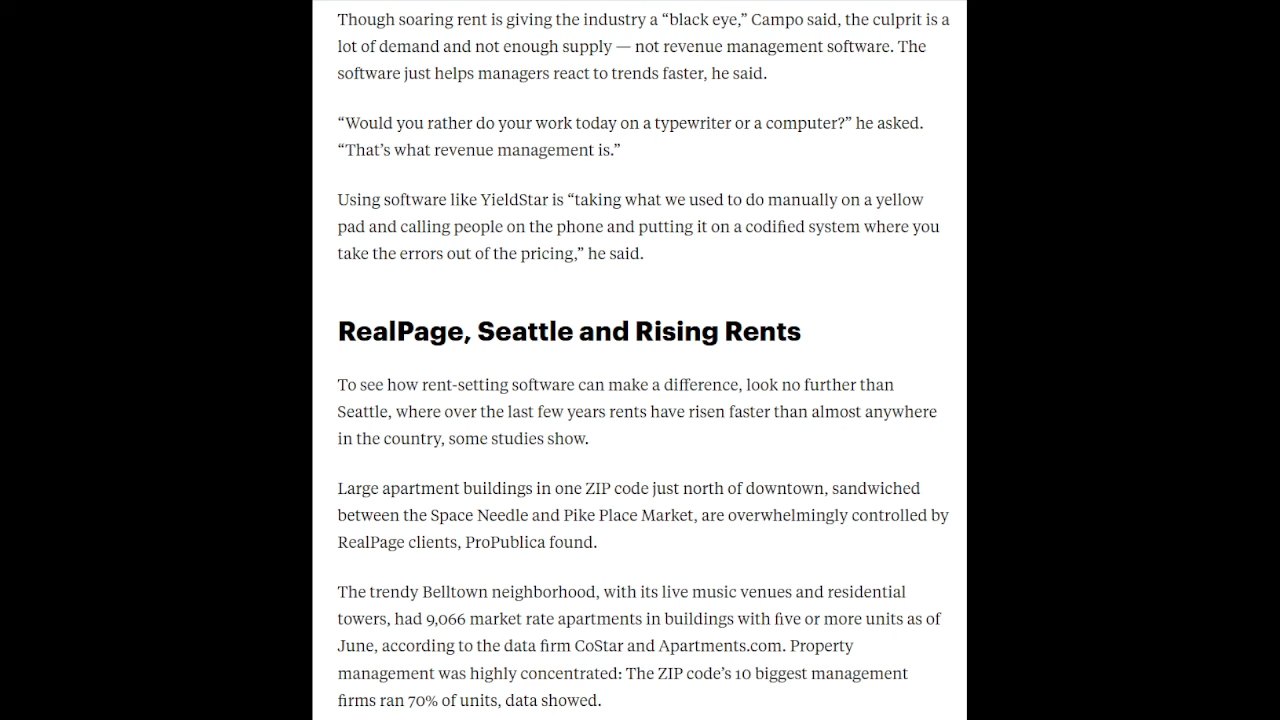 Though soaring rent is giving the industry a “black eye,” Campo said, the culprit is a
lot of demand and not enough supply — not revenue management software. The
software just helps managers react to trends faster, he said.
“Would you rather do your work today on a typewriter or a computer?” he asked.
“That’s what revenue management is.”
Using software like YieldStar is “taking what we used to do manually on a yellow
pad and calling people on the phone and putting it on a codified system where you
take the errors out of the pricing,” he said.
RealPage, Seattle and Rising Rents
To see how rent-setting software can make a difference, look no further than
Seattle, where over the last few years rents have risen faster than almost anywhere
in the country, some studies show.
Large apartment buildings in one ZIP code just north of downtown, sandwiched
between the Space Needle and Pike Place Market, are overwhelmingly controlled by
RealPage clients, ProPublica found.
The trendy Belltown neighborhood, with its live music venues and residential
towers, had 9,066 market rate apartments in buildings with five or more units as of
June, according to the data firm CoStar and Apartments.com. Property
management was highly concentrated: The ZIP code’s 10 biggest management
firms ran 70% of units, data showed.